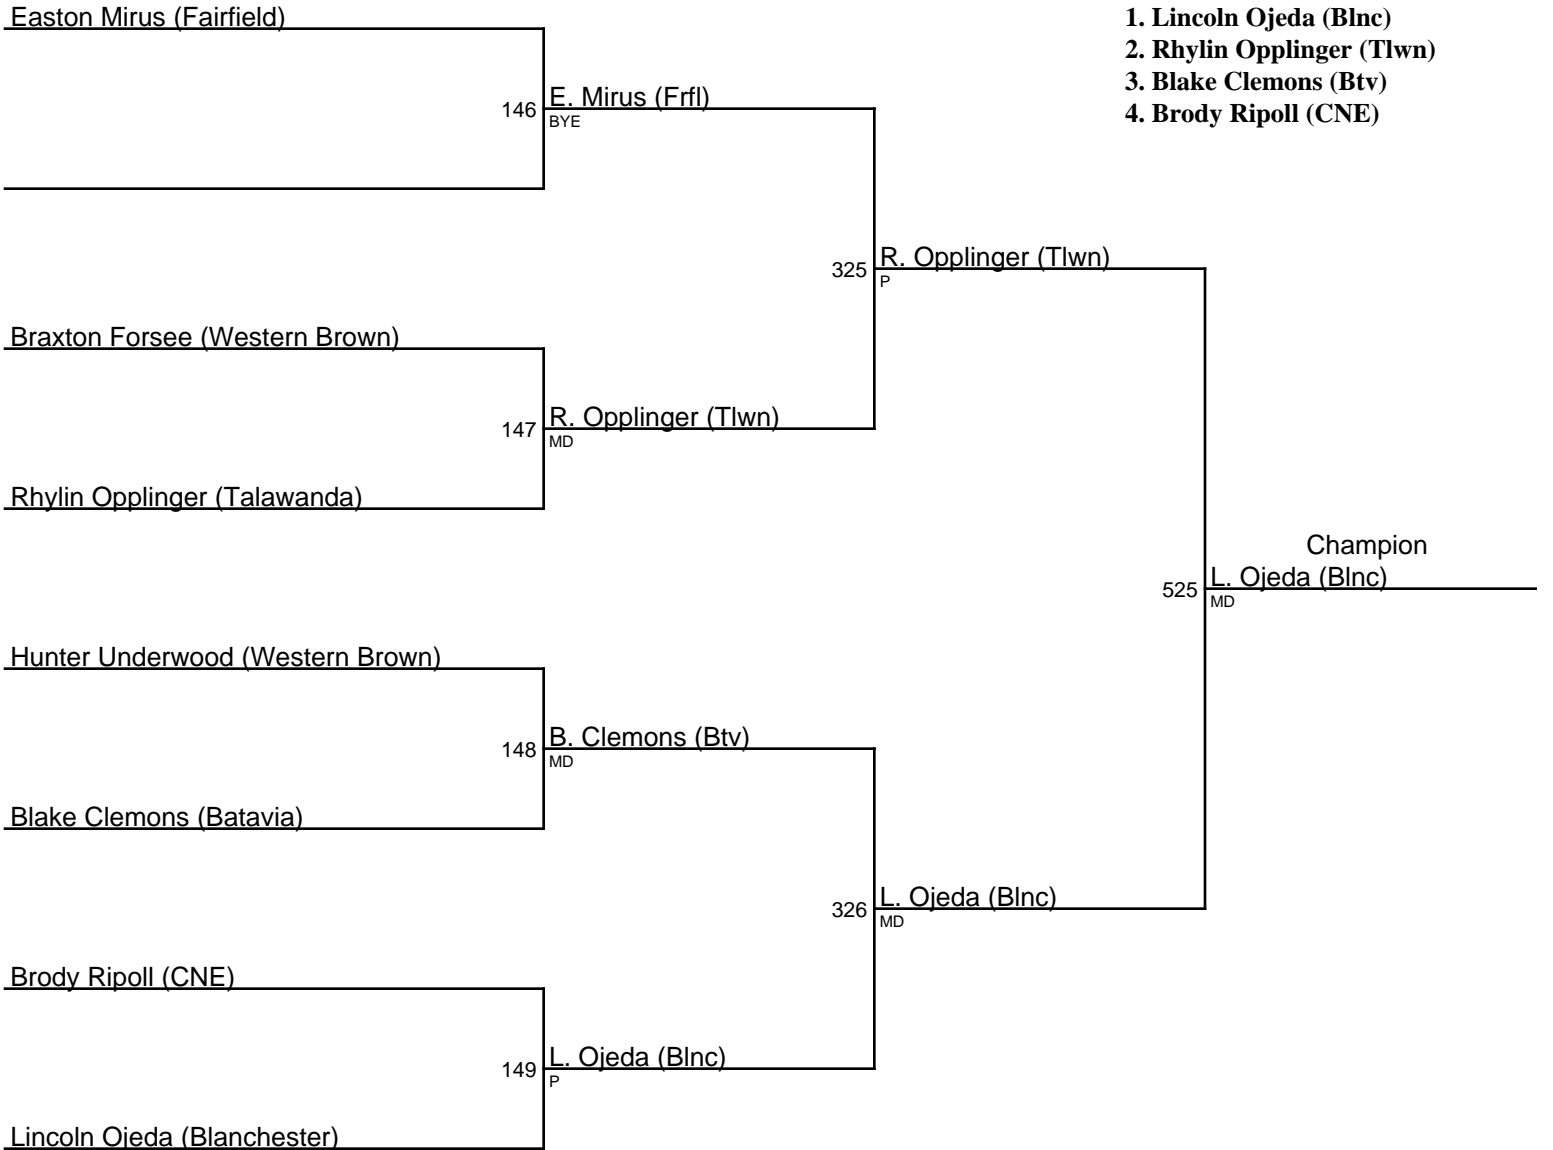 Easton Mirus (Fairfield)
1. Lincoln Ojeda (Blnc)
2. Rhylin Opplinger (Tlwn)
3. Blake Clemons (Btv)
4. Brody Ripoll (CNE)
146 E. Mirus (Frfl)
BYE
325 R. Opplinger (Tlwn)
P
Braxton Forsee (Western Brown)
147 R. Opplinger (Tlwn)
MD
Rhylin Opplinger (Talawanda)
Champion
525 L. Ojeda (Blnc)
MD
Hunter Underwood (Western Brown)
148 B. Clemons (Btv)
MD
Blake Clemons (Batavia)
326 L. Ojeda (Blnc)
MD
Brody Ripoll (CNE)
149 L. Ojeda (Blnc)
P
Lincoln Ojeda (Blanchester)